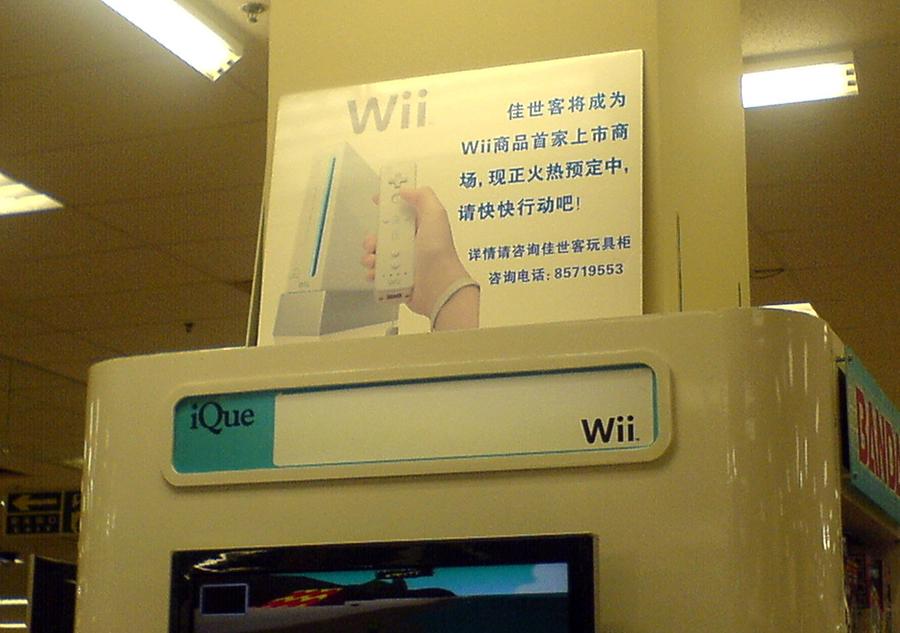 Wii
佳世客将成为
Wii商品首家上市商
场,现正火热预定中,
请快快行动吧!
详情请咨询佳世客玩具柜
咨询电话:85719553
iQue
Wii